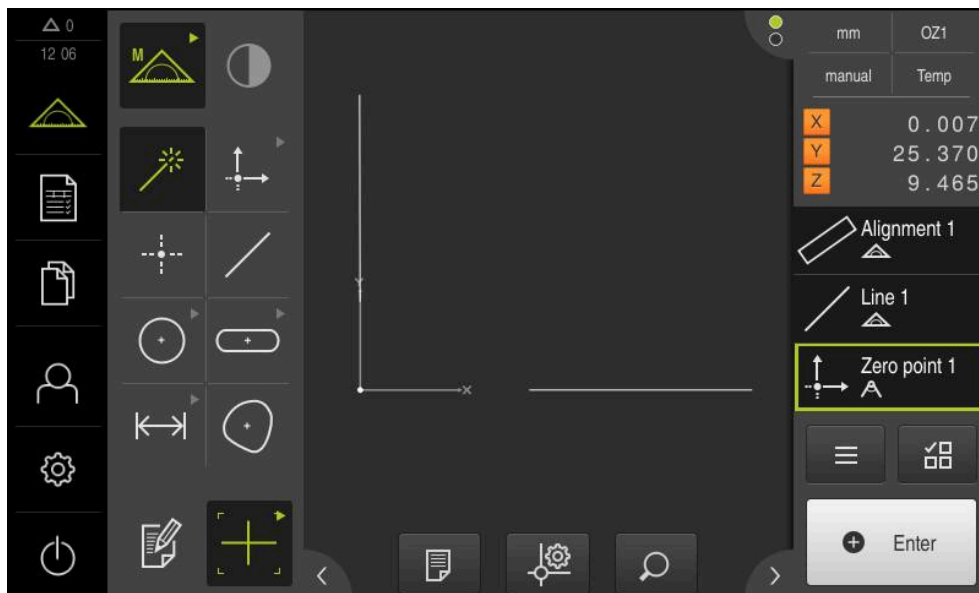 0
12 06
M
mm
OZ1
manual
Temp
X 0.007
Y 25.370
Z 9.465
Alignment 1
Line 1
Zero point 1
Y
X
Enter